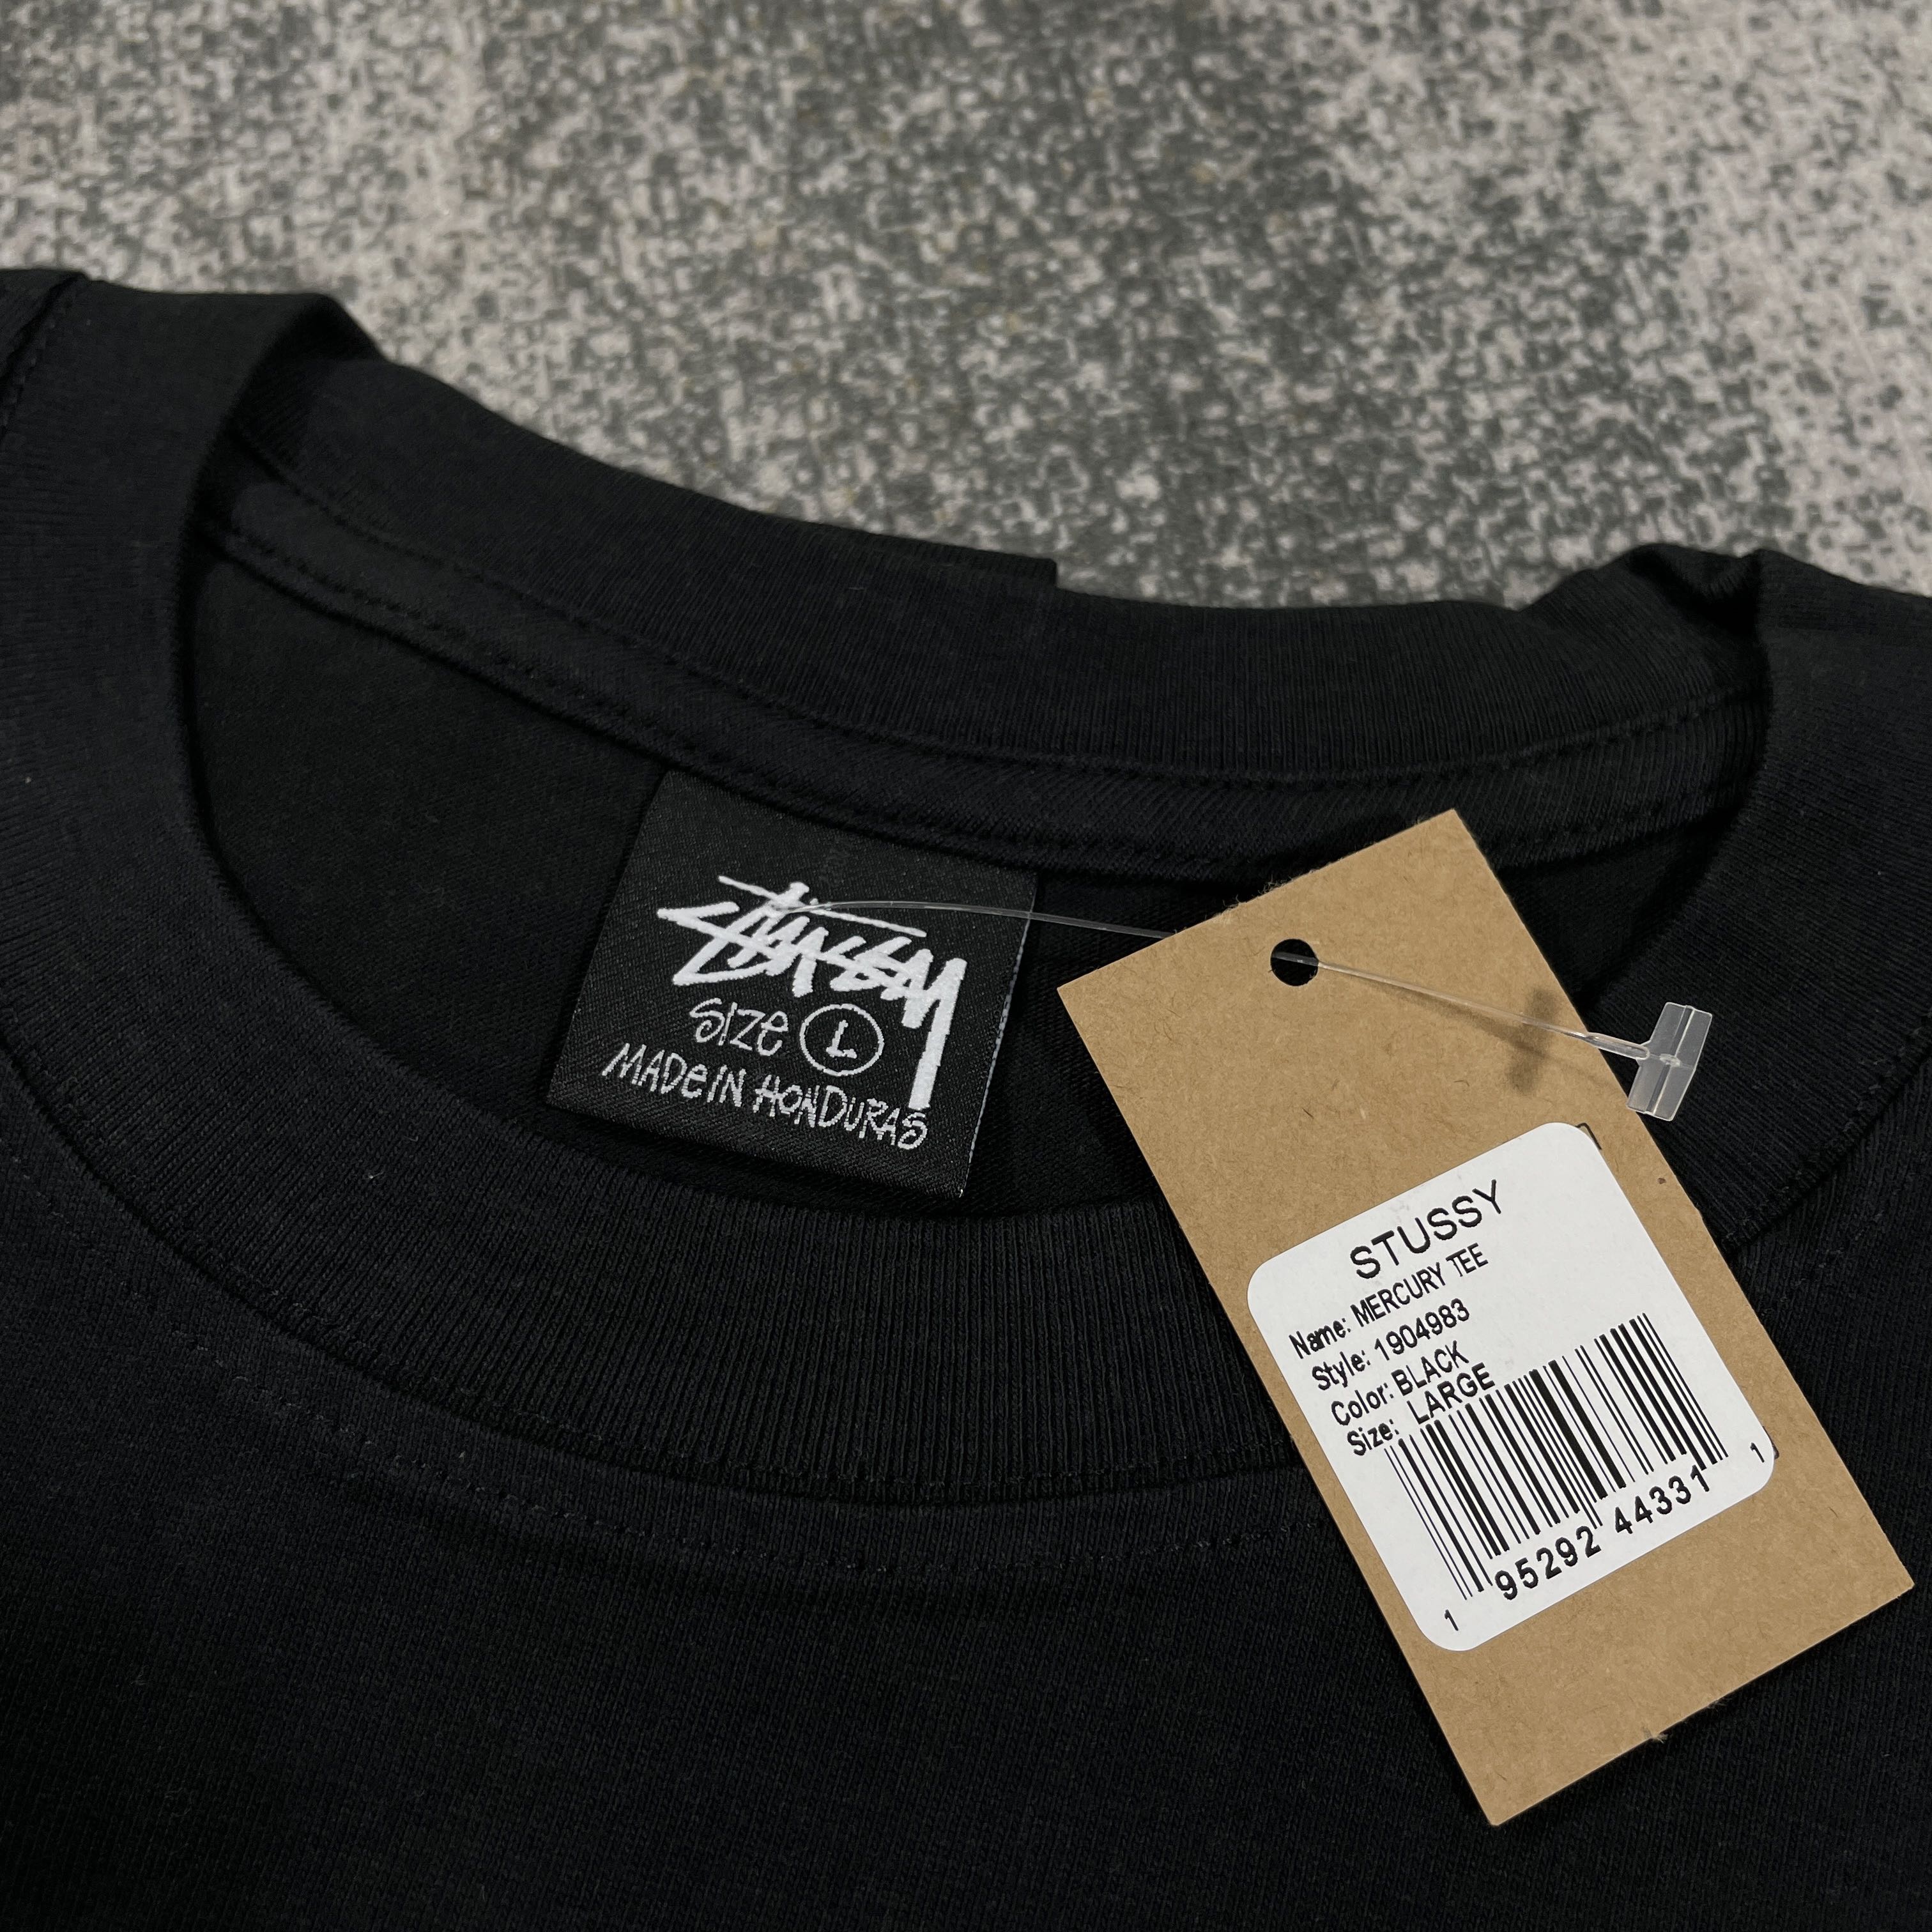 STUSSY
SIZE L
MADE IN HONDURAS
STUSSY
Name: MERCURY TEE
Style: 1904983
Color: BLACK
Size: LARGE
1 95292 44331 1